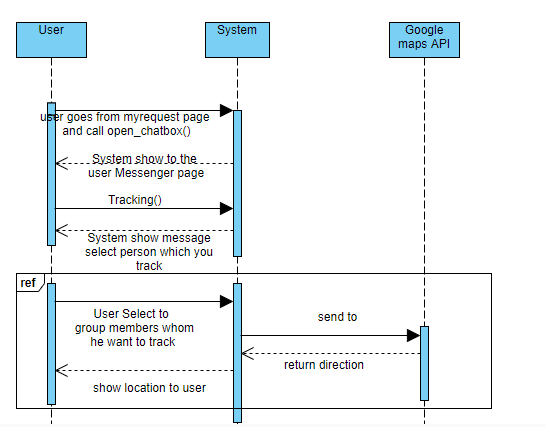 User
System
Google
maps API
user goes from myrequest page
and call open_chatbox()
System show to the
user Messenger page
Tracking()
System show message
select person which you
track
ref
User Select to
group members whom
he want to track
send to
return direction
show location to user